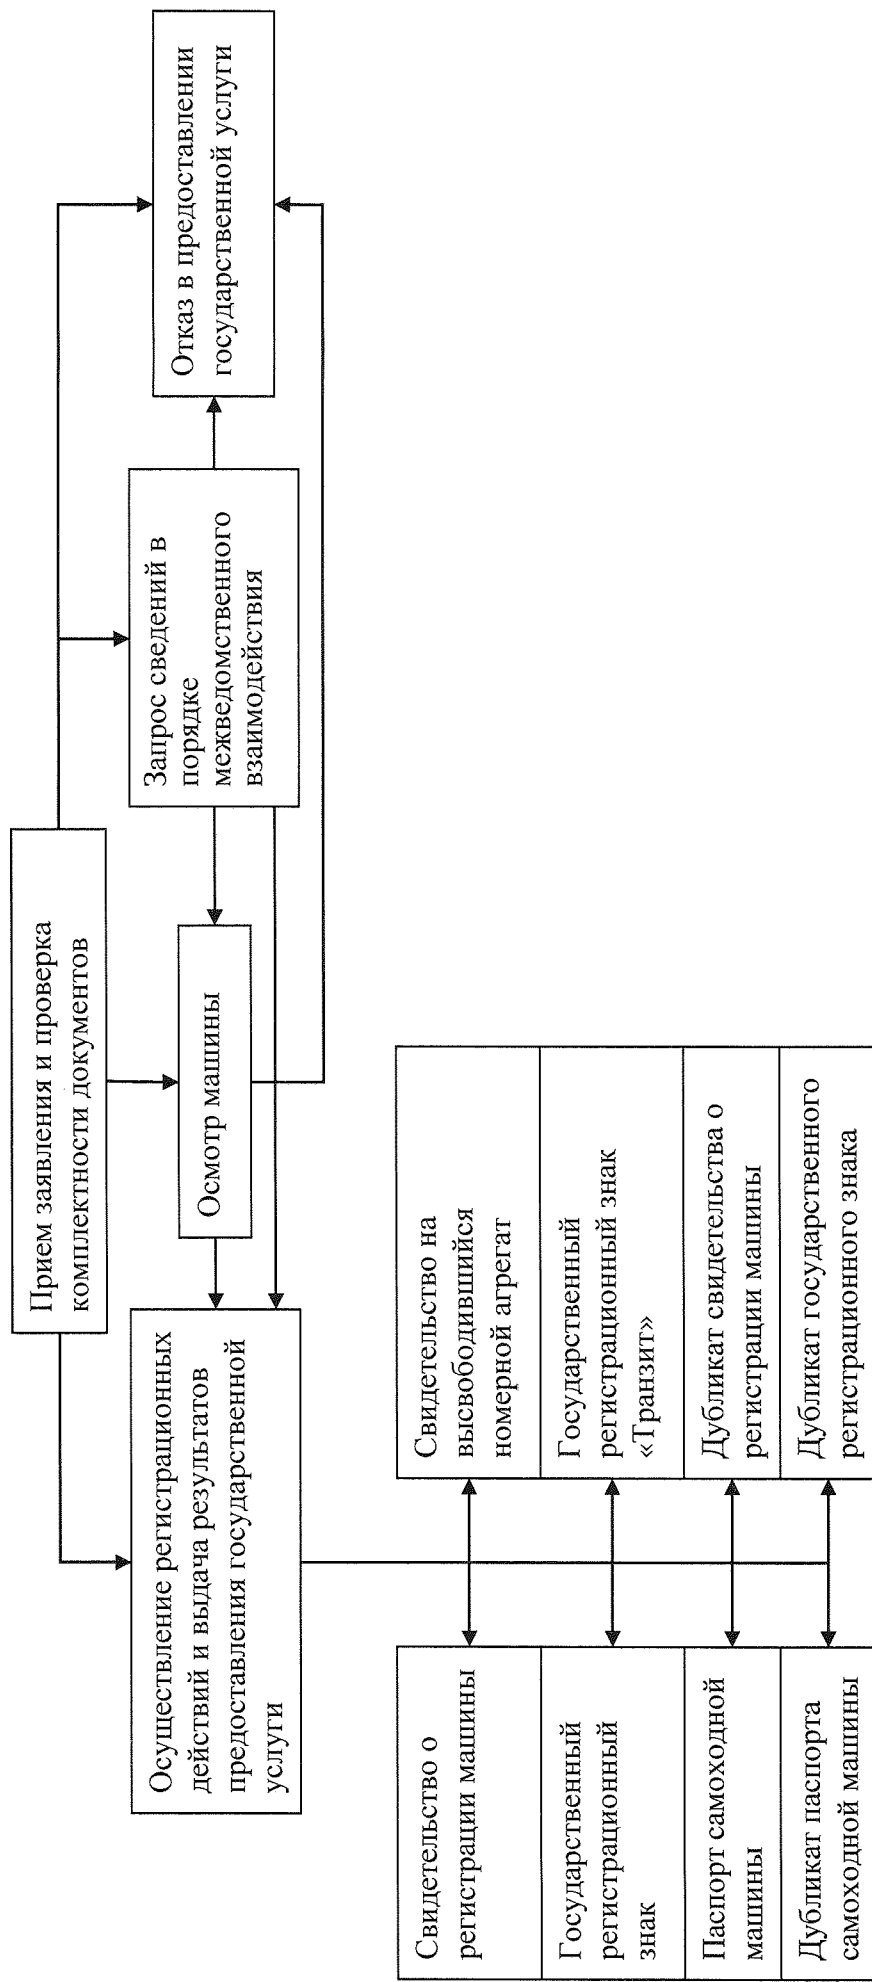 Прием заявления и проверка
комплектности документов
Осуществление регистрационных
действий и выдача результатов
предоставления государственной
услуги
Осмотр машины
Запрос сведений в
порядке
межведомственного
взаимодействия
Отказ в предоставлении
государственной услуги
Свидетельство о
регистрации машины
Государственный
регистрационный
знак
Паспорт самоходной
машины
Дубликат паспорта
самоходной машины
Свидетельство на
высвободившийся
номерной агрегат
Государственный
регистрационный знак
«Транзит»
Дубликат свидетельства о
регистрации машины
Дубликат государственного
регистрационного знака